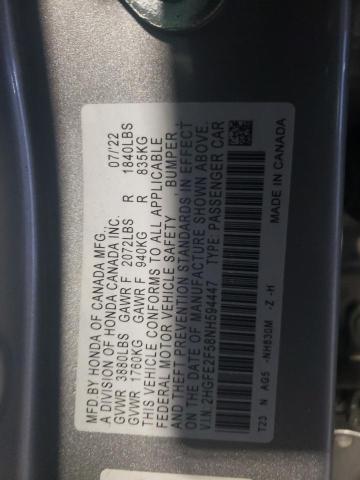 MFD BY HONDA OF CANADA MFG.
A DIVISION OF HONDA CANADA INC. 07/'22
GVWR 3880LBS GAWR F 2072LBS R 1840LBS
GVWR 1760KG GAWR F 940KG R 835KG
THIS VEHICLE CONFORMS TO ALL APPLICABLE
FEDERAL MOTOR VEHICLE SAFETY BUMPER
AND THEFT PREVENTION STANDARDS IN EFFECT
ON THE DATE OF MANUFACTURE SHOWN ABOVE.
V.I.N. 2HGFE2F58NH594447 TYPE: PASSENGER CAR
T23 N AG5 -NH830M -Z -H
MADE IN CANADA